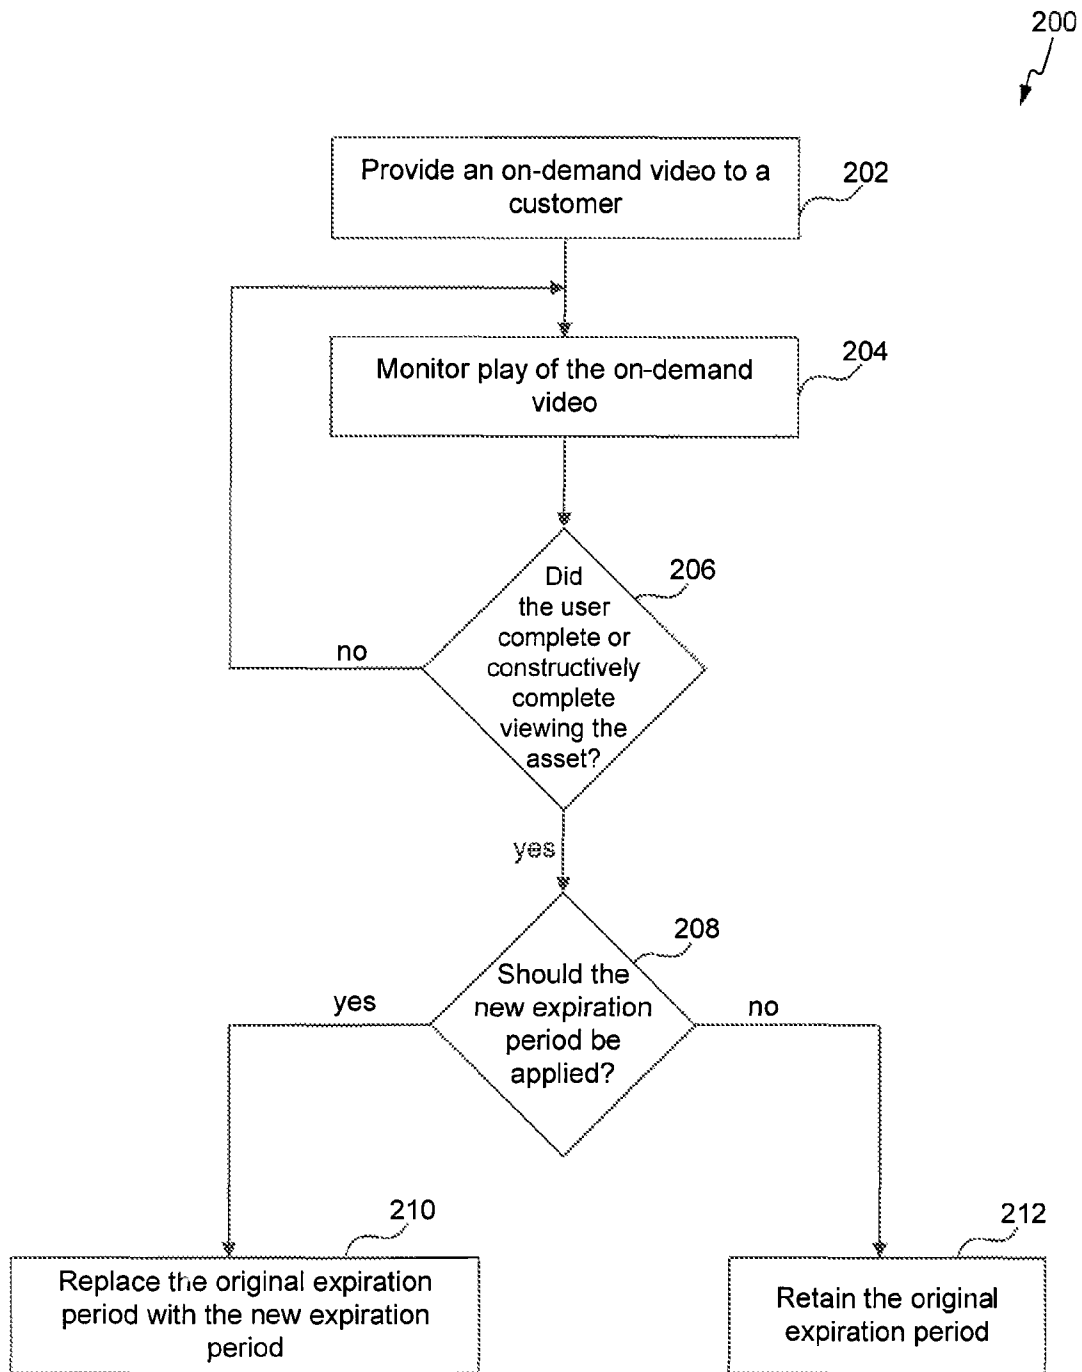 200
Provide an on-demand video to a
customer
202
Monitor play of the on-demand
video
204
Did
the user
complete or
constructively
complete
viewing the
asset?
206
no
yes
Should the
new expiration
period be
applied?
208
yes
no
210
Replace the original expiration
period with the new expiration
period
212
Retain the original
expiration period